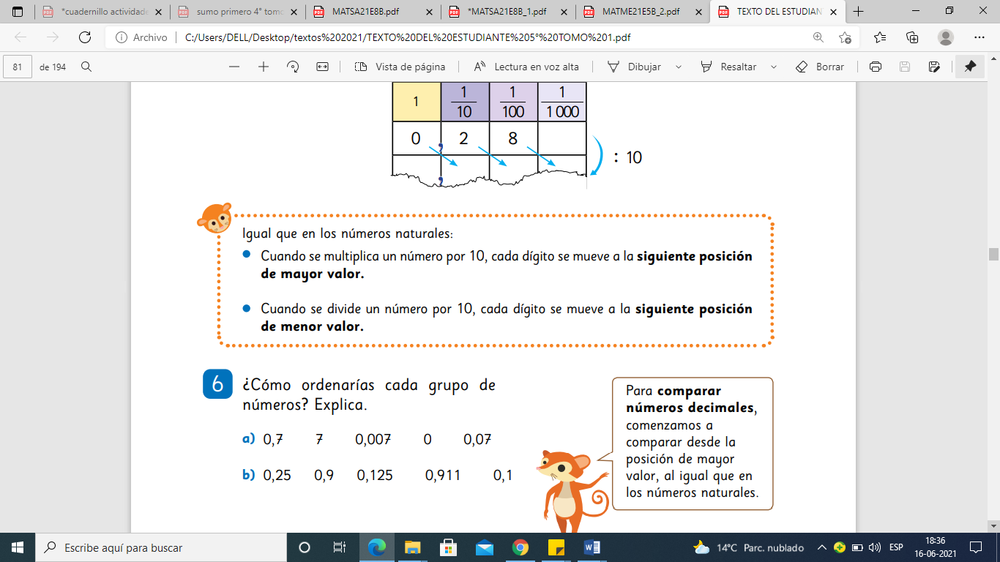 *cuadernillo actividade
sumo primero 4° tomo
MATSA21E8B.pdf
*MATSA21E8B_1.pdf
MATME21E5B_2.pdf
TEXTO DEL ESTUDIAN
Archivo
C:/Users/DELL/Desktop/textos%202021/TEXTO%20DEL%20ESTUDIANTE%205°%20TOMO%201.pdf
81 de 194
Vista de página
Lectura en voz alta
Dibujar
Resaltar
Borrar
1 1/10 1/100 1/1 000
0 , 2 8
,
: 10
Igual que en los números naturales:
Cuando se multiplica un número por 10, cada dígito se mueve a la siguiente posición
de mayor valor.
Cuando se divide un número por 10, cada dígito se mueve a la siguiente posición
de menor valor.
6 ¿Cómo ordenarías cada grupo de
números? Explica.
a) 0,7 7 0,007 0 0,07
b) 0,25 0,9 0,125 0,911 0,1
Para comparar
números decimales,
comenzamos a
comparar desde la
posición de mayor
valor, al igual que en
los números naturales.
Escribe aquí para buscar
14°C Parc. nublado
ESP
18:36
16-06-2021